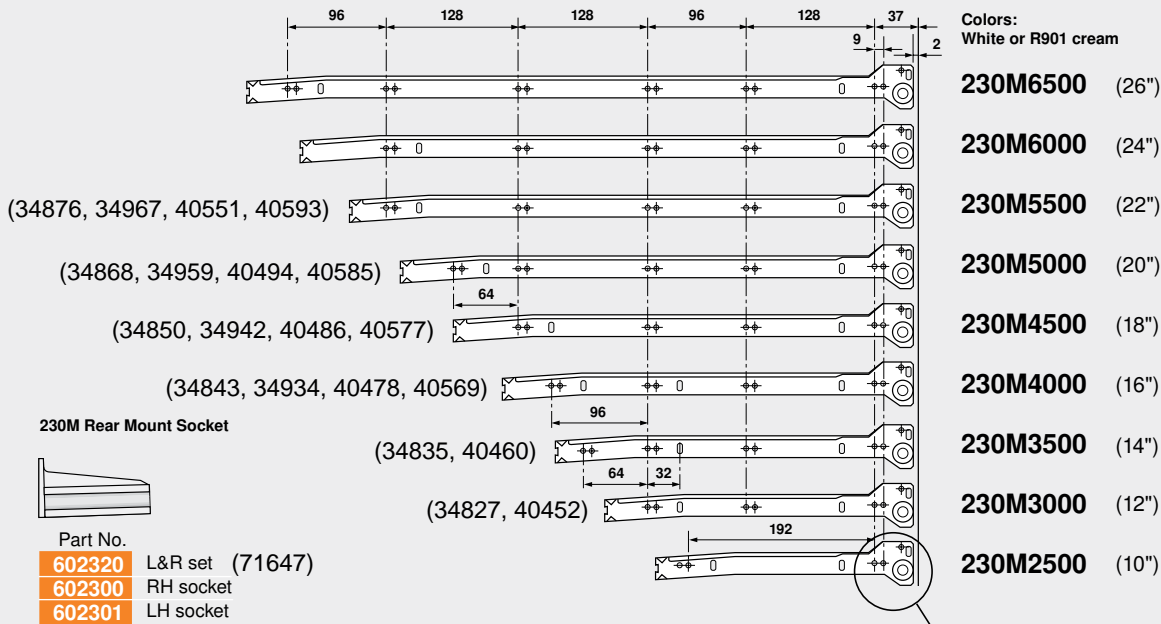 96 128 128 96 128 37
Colors:
White or R901 cream
9 2
230M6500 (26")
230M6000 (24")
(34876, 34967, 40551, 40593) 230M5500 (22")
(34868, 34959, 40494, 40585) 230M5000 (20")
64
(34850, 34942, 40486, 40577) 230M4500 (18")
(34843, 34934, 40478, 40569) 230M4000 (16")
96
230M Rear Mount Socket
(34835, 40460) 230M3500 (14")
64 32
(34827, 40452) 230M3000 (12")
192
230M2500 (10")
Part No.
602320 L&R set (71647)
602300 RH socket
602301 LH socket